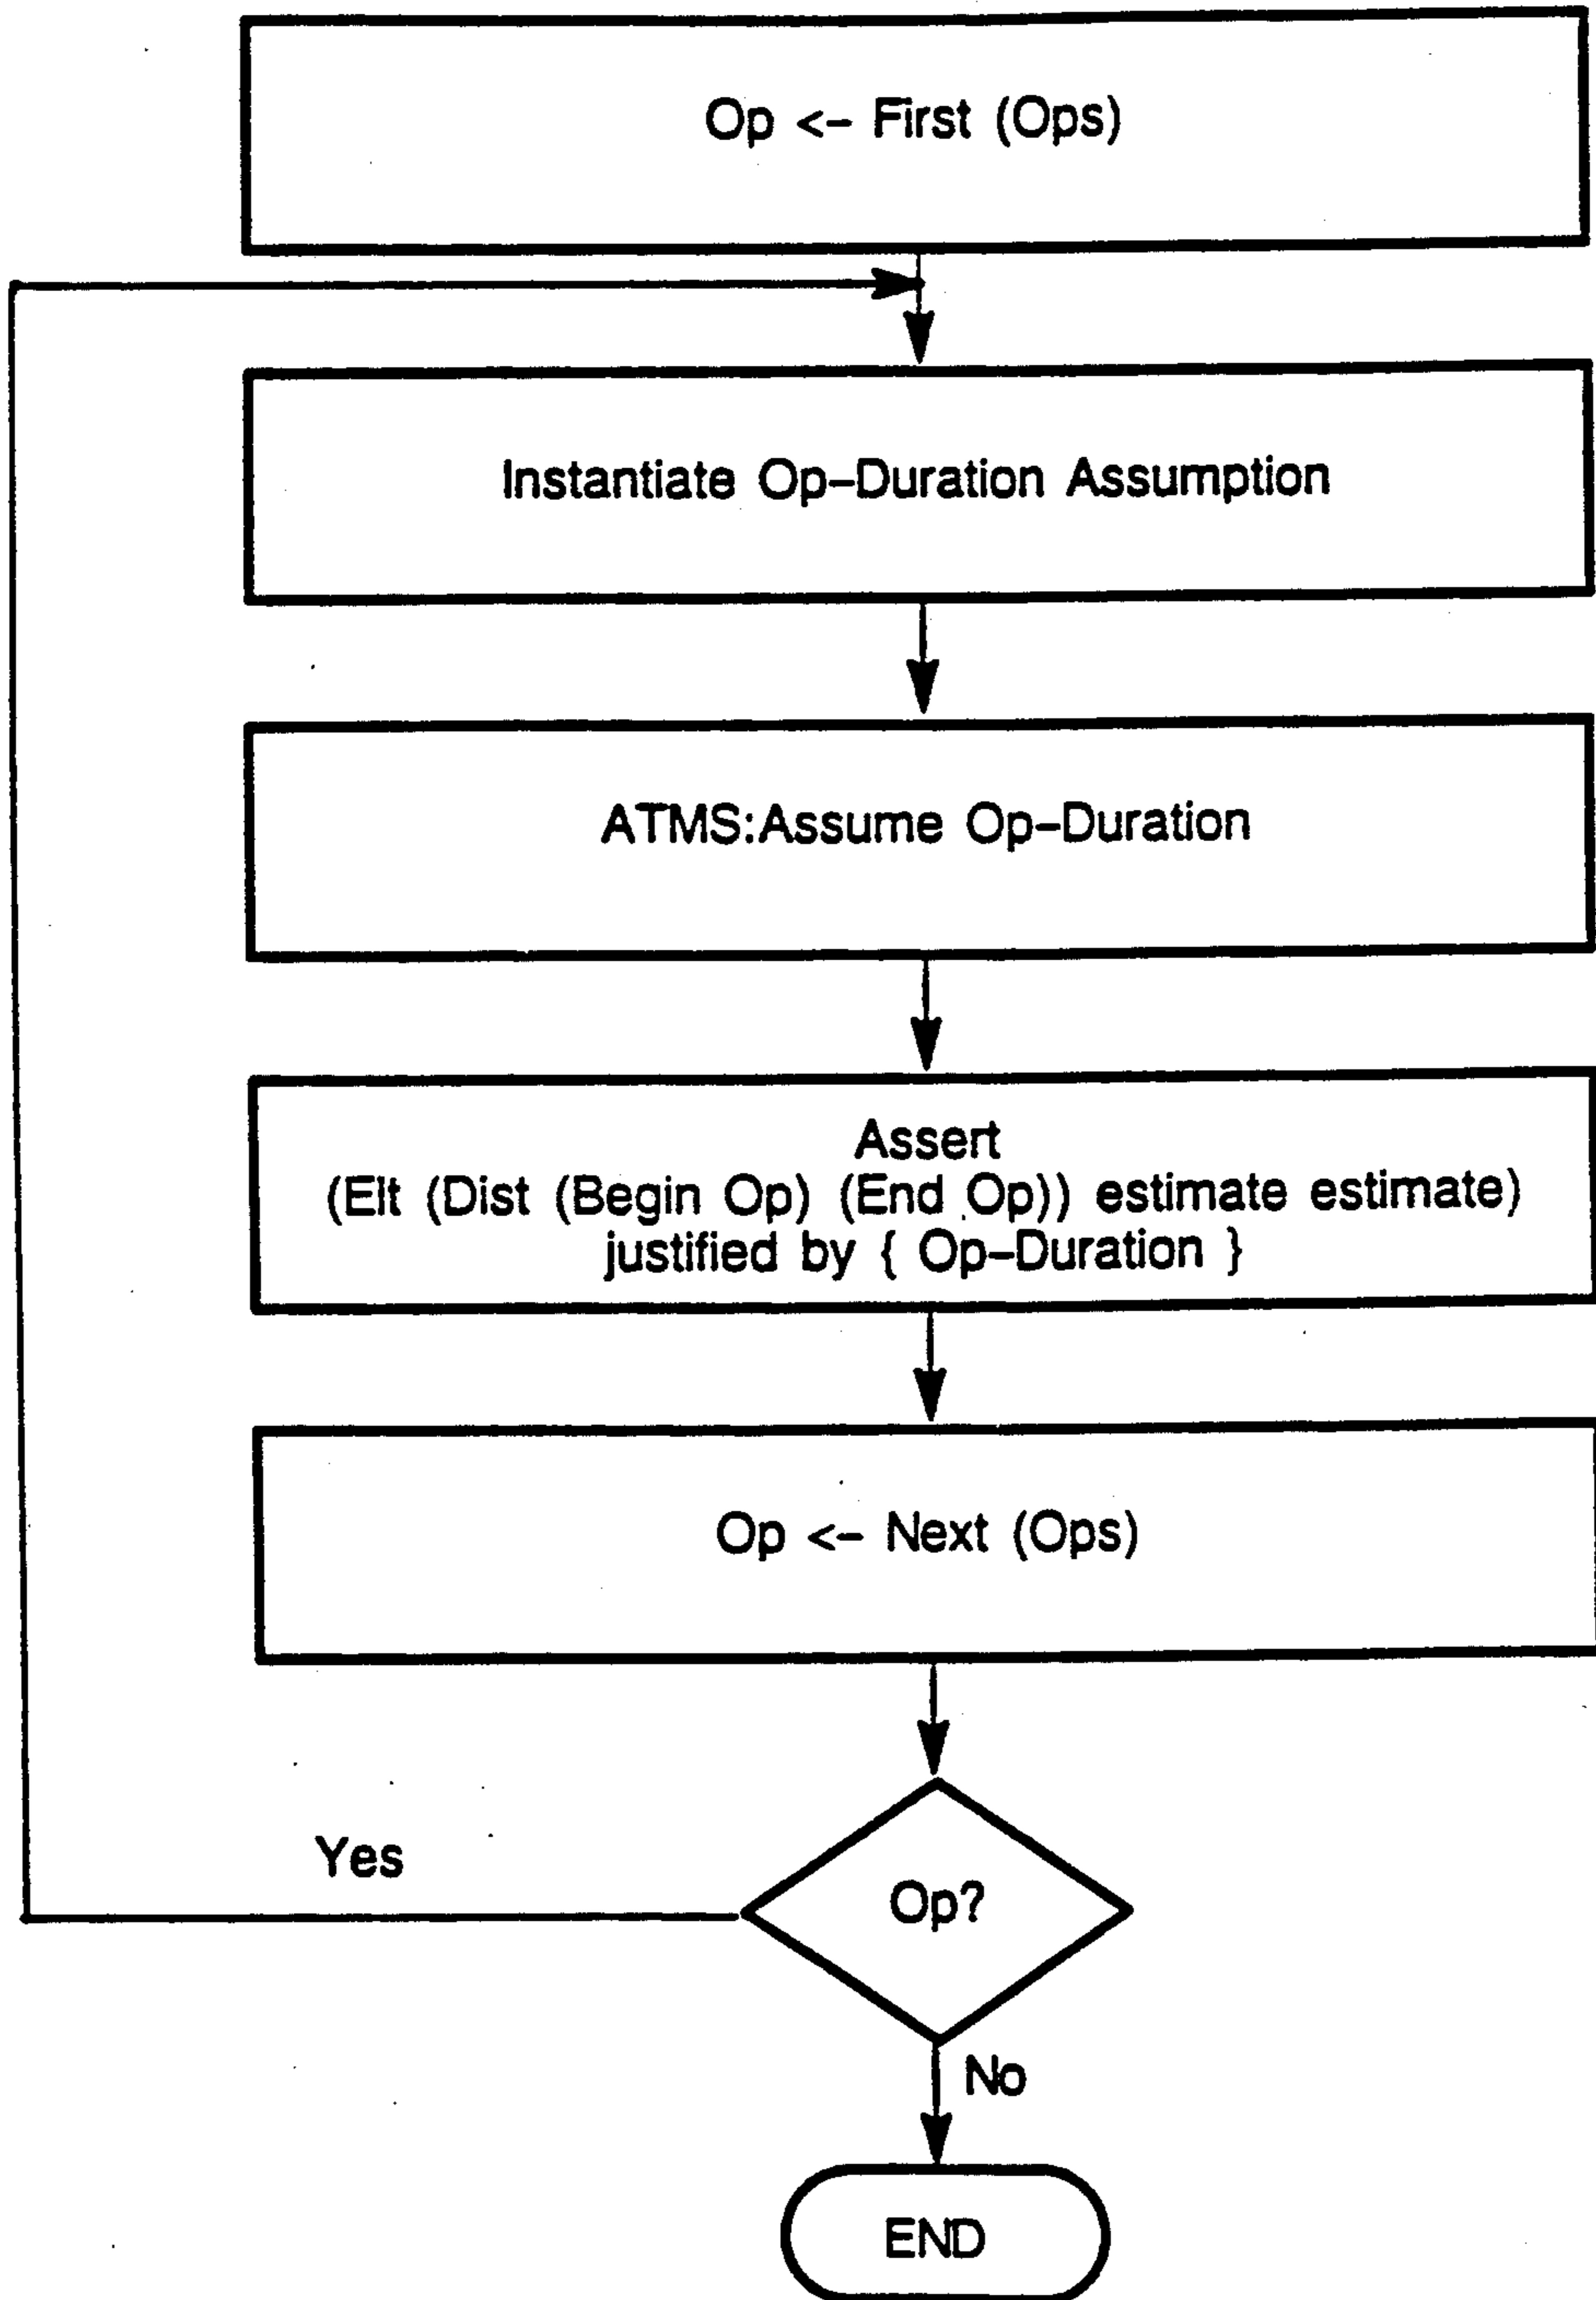 Op <- First (Ops)
Instantiate Op-Duration Assumption
ATMS:Assume Op-Duration
Assert
(Elt (Dist (Begin Op) (End Op)) estimate estimate)
justified by { Op-Duration }
Op <- Next (Ops)
Yes
Op?
No
END